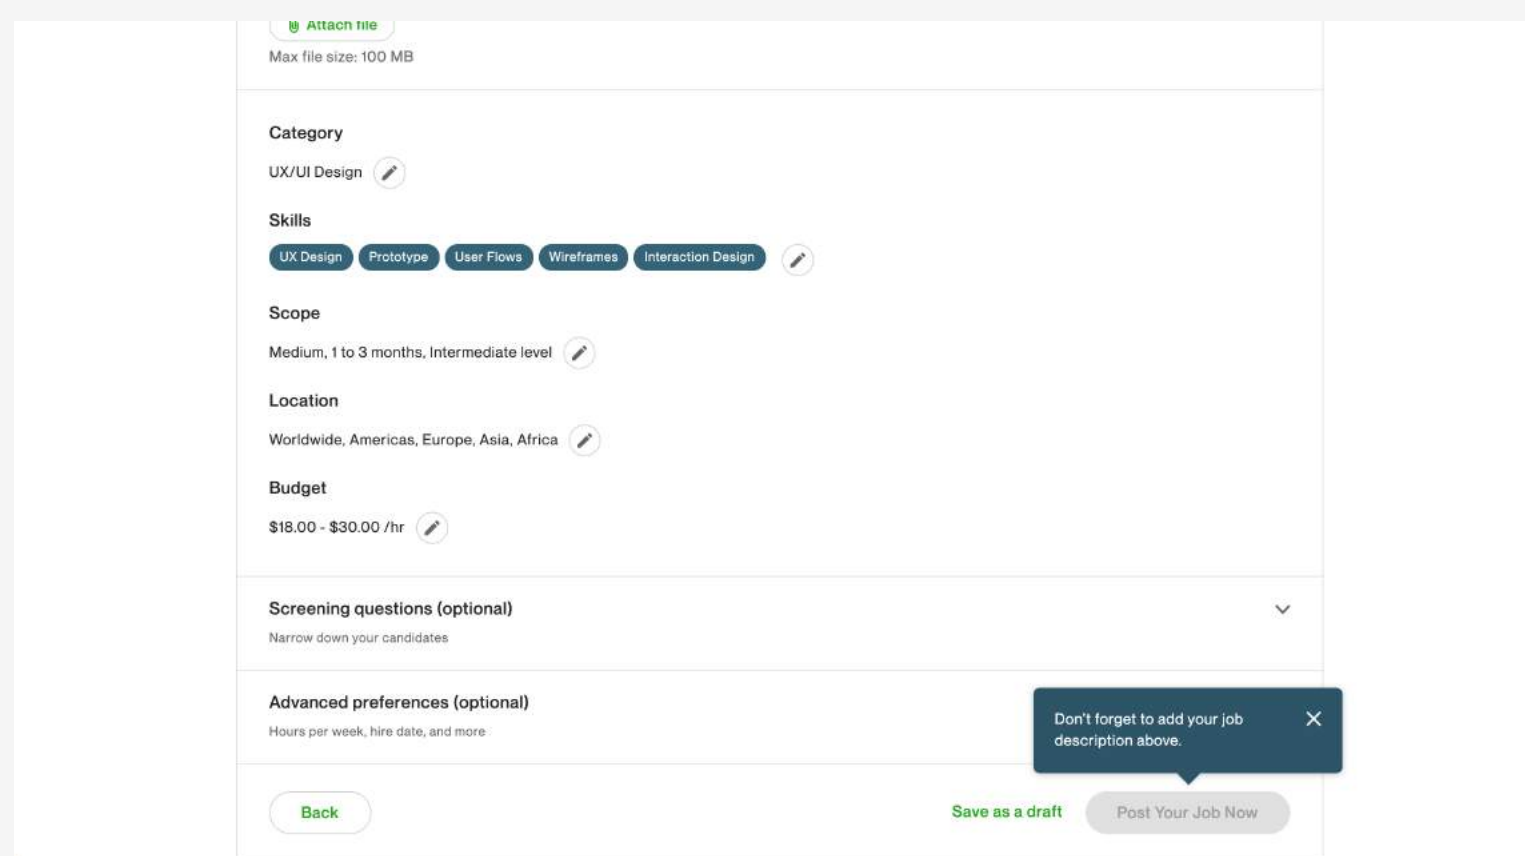 Attach file
Max file size: 100 MB
Category
UX/UI Design
Skills
UX Design Prototype User Flows Wireframes Interaction Design
Scope
Medium, 1 to 3 months, Intermediate level
Location
Worldwide, Americas, Europe, Asia, Africa
Budget
$18.00 - $30.00 /hr
Screening questions (optional)
Narrow down your candidates
Advanced preferences (optional)
Hours per week, hire date, and more
Don't forget to add your job
description above.
Back Save as a draft Post Your Job Now